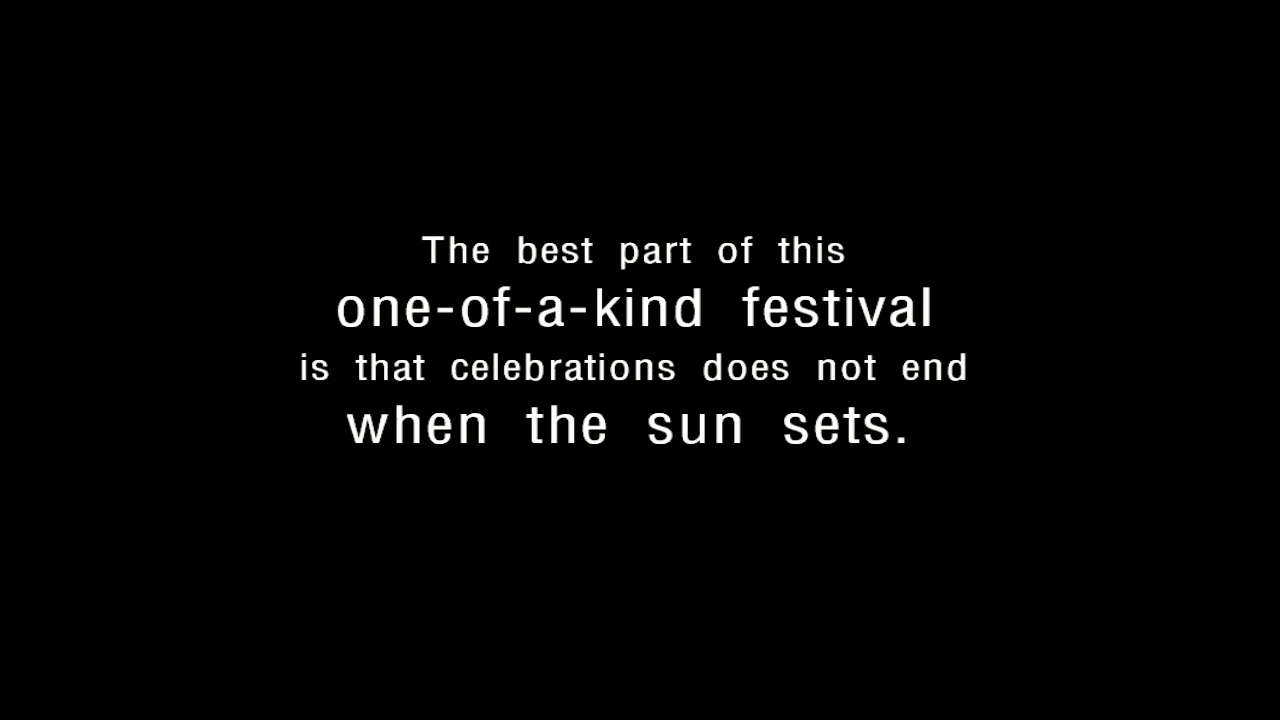 The best part of this
one-of-a-kind festival
is that celebrations does not end
when the sun sets.